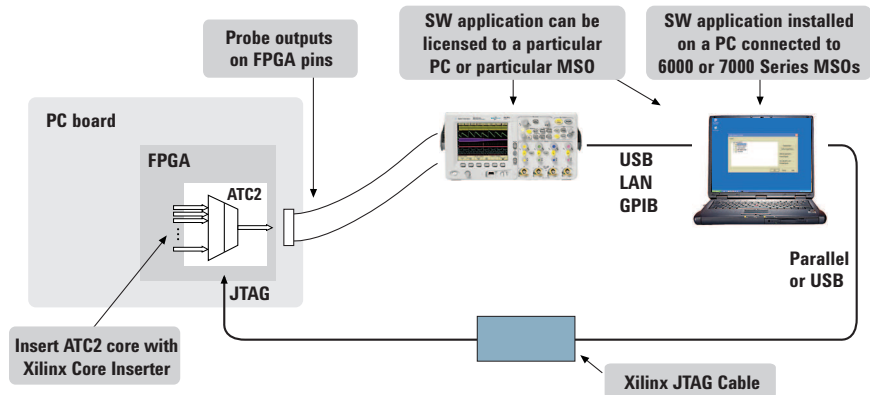 Probe outputs
on FPGA pins
SW application can be
licensed to a particular
PC or particular MSO
SW application installed
on a PC connected to
6000 or 7000 Series MSOs
PC board
FPGA
ATC2
USB
LAN
GPIB
Parallel
or USB
JTAG
Insert ATC2 core with
Xilinx Core Inserter
Xilinx JTAG Cable